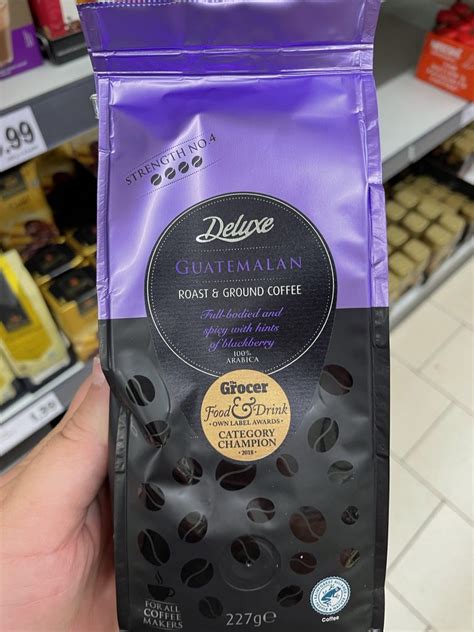 .99
STRENGTH NO.4
Deluxe
GUATEMALAN
ROAST & GROUND COFFEE
Full-bodied and
spicy with hints
of blackberry
100%
ARABICA
The Grocer
Food & Drink
• OWN LABEL AWARDS •
CATEGORY
CHAMPION
• 2018 •
FOR ALL
COFFEE
MAKERS
227g℮
Coffee